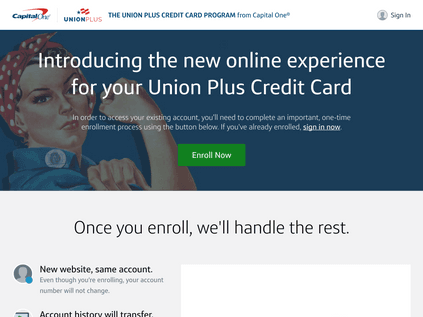 Capital One
UNION PLUS
THE UNION PLUS CREDIT CARD PROGRAM from Capital One®
Sign In
Introducing the new online experience
for your Union Plus Credit Card
In order to access your existing account, you'll need to complete an important, one-time
enrollment process using the button below. If you've already enrolled, sign in now.
Enroll Now
Once you enroll, we'll handle the rest.
New website, same account.
Even though you're enrolling, your account
number will not change.
Account history will transfer.